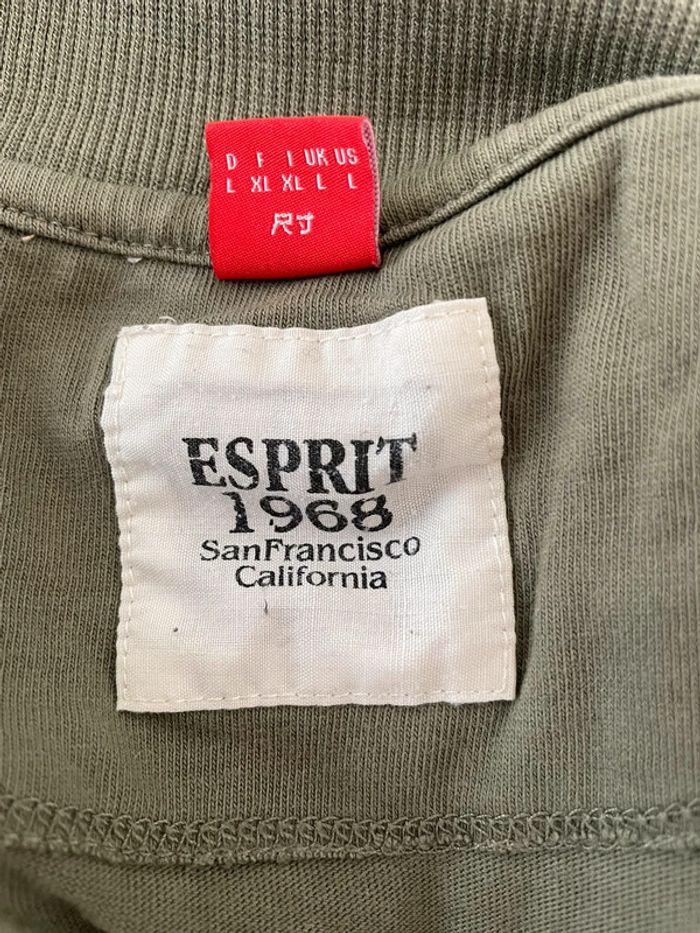 D F I UK US
L XL XL L L
尺寸
ESPRIT
1968
SanFrancisco
California